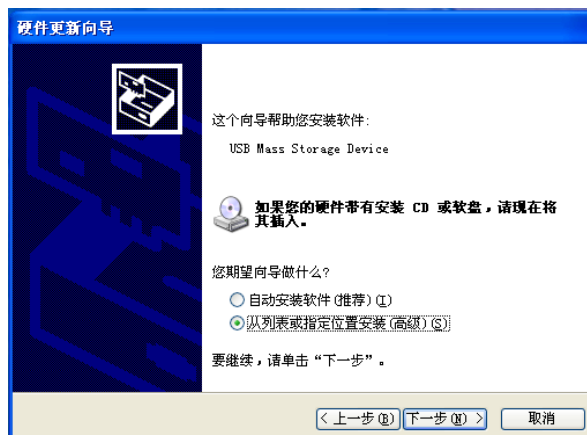 硬件更新向导
这个向导帮助您安装软件:
USB Mass Storage Device
如果您的硬件带有安装 CD 或软盘，请现在将
其插入。
您期望向导做什么?
自动安装软件(推荐)(I)
从列表或指定位置安装(高级)(S)
要继续，请单击“下一步”。
< 上一步(B) 下一步(N) > 取消